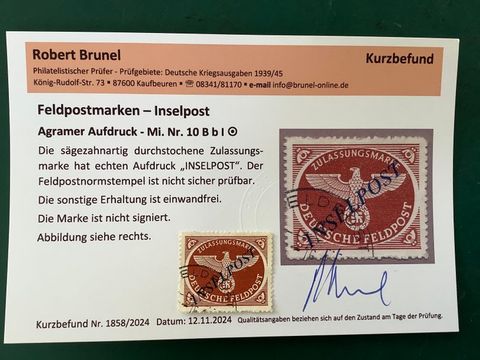 Robert Brunel
Kurzbefund
Philatelistischer Prüfer - Prüfgebiete: Deutsche Kriegsausgaben 1939/45
König-Rudolf-Str. 73 ■ 87600 Kaufbeuren ■ ☏ 08341/81170 ■ e-mail info@brunel-online.de
Feldpostmarken – Inselpost
Agramer Aufdruck - Mi. Nr. 10 B b I ⊙
Die sägezahnartig durchstochene Zulassungs-
marke hat echten Aufdruck „INSELPOST". Der
Feldpostnormstempel ist nicht sicher prüfbar.
Die sonstige Erhaltung ist einwandfrei.
Die Marke ist nicht signiert.
Abbildung siehe rechts.
ZULASSUNGSMARKE
INSELPOST
DEUTSCHE FELDPOST
ZULASSUNGSMARKE
INSELPOST
DEUTSCHE FELDPOST
Kurzbefund Nr. 1858/2024 Datum: 12.11.2024 Qualitätsangaben beziehen sich auf den Zustand am Tage der Prüfung.